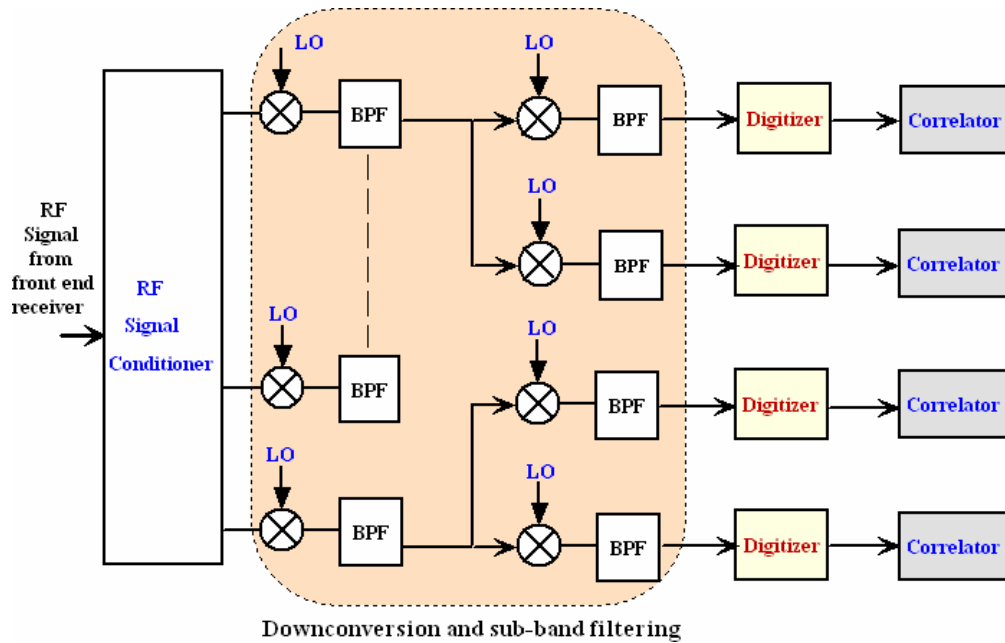 LO
LO
BPF
BPF
Digitizer
Correlator
LO
RF
Signal
from
front end
receiver
BPF
Digitizer
Correlator
RF
Signal
Conditioner
LO
LO
BPF
BPF
Digitizer
Correlator
LO
LO
BPF
BPF
Digitizer
Correlator
Downconversion and sub-band filtering